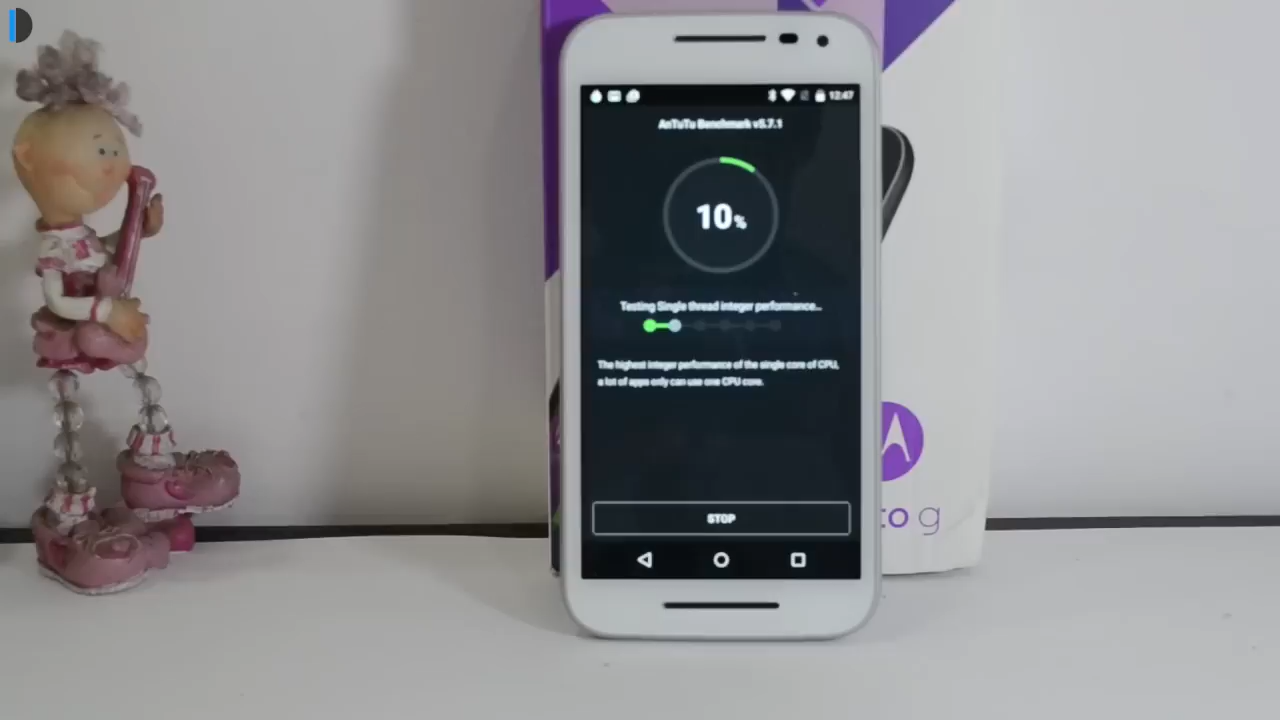 12:47
AnTuTu Benchmark v5.7.1
10%
Testing Single thread integer performance...
The highest integer performance of the single core of CPU,
a lot of apps only can use one CPU core.
STOP
to g